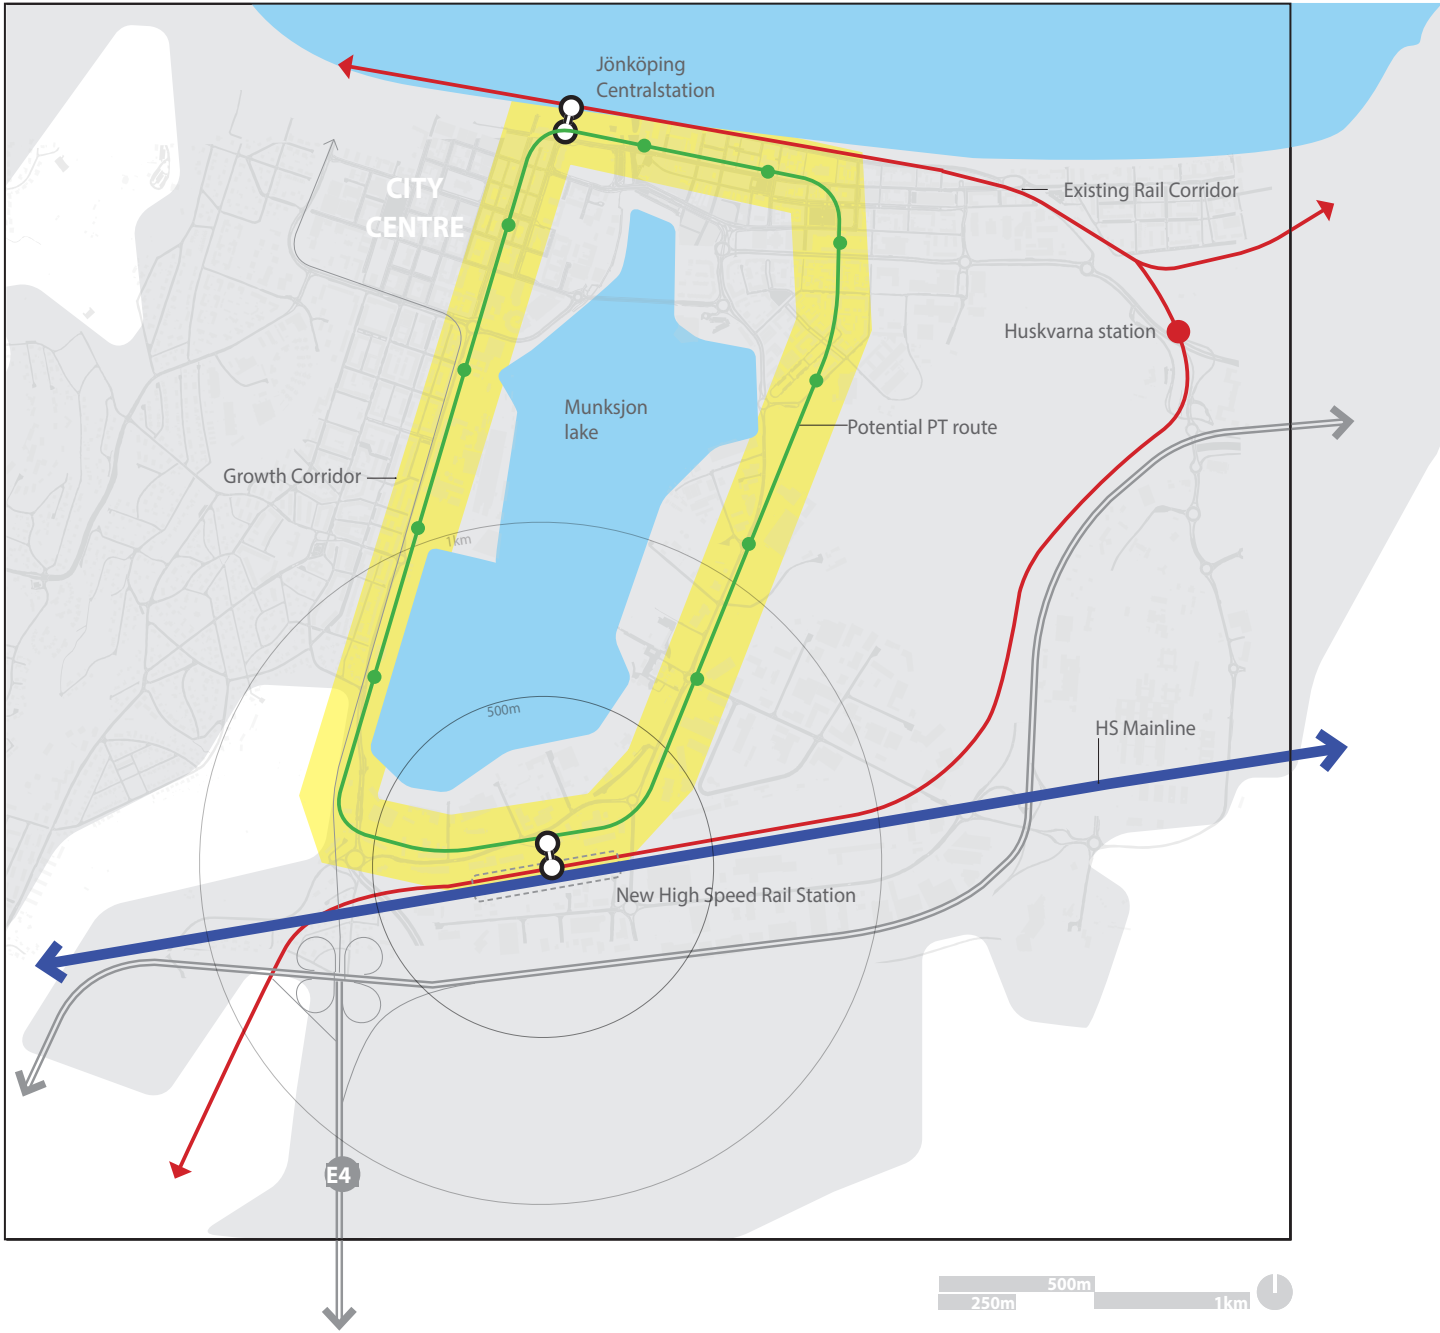 Jönköping
Centralstation
CITY
CENTRE
Existing Rail Corridor
Huskvarna station
Munksjon
lake
Potential PT route
Growth Corridor
1km
500m
HS Mainline
New High Speed Rail Station
E4
500m
250m
1km